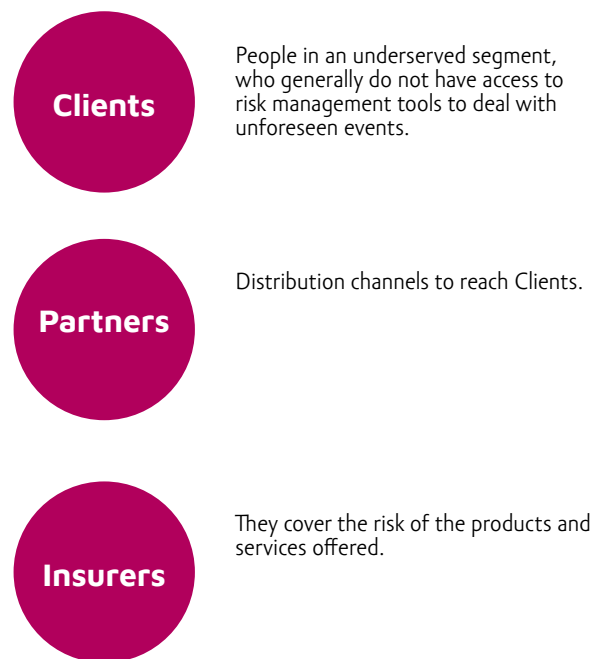 Clients
People in an underserved segment,
who generally do not have access to
risk management tools to deal with
unforeseen events.
Partners
Distribution channels to reach Clients.
Insurers
They cover the risk of the products and
services offered.